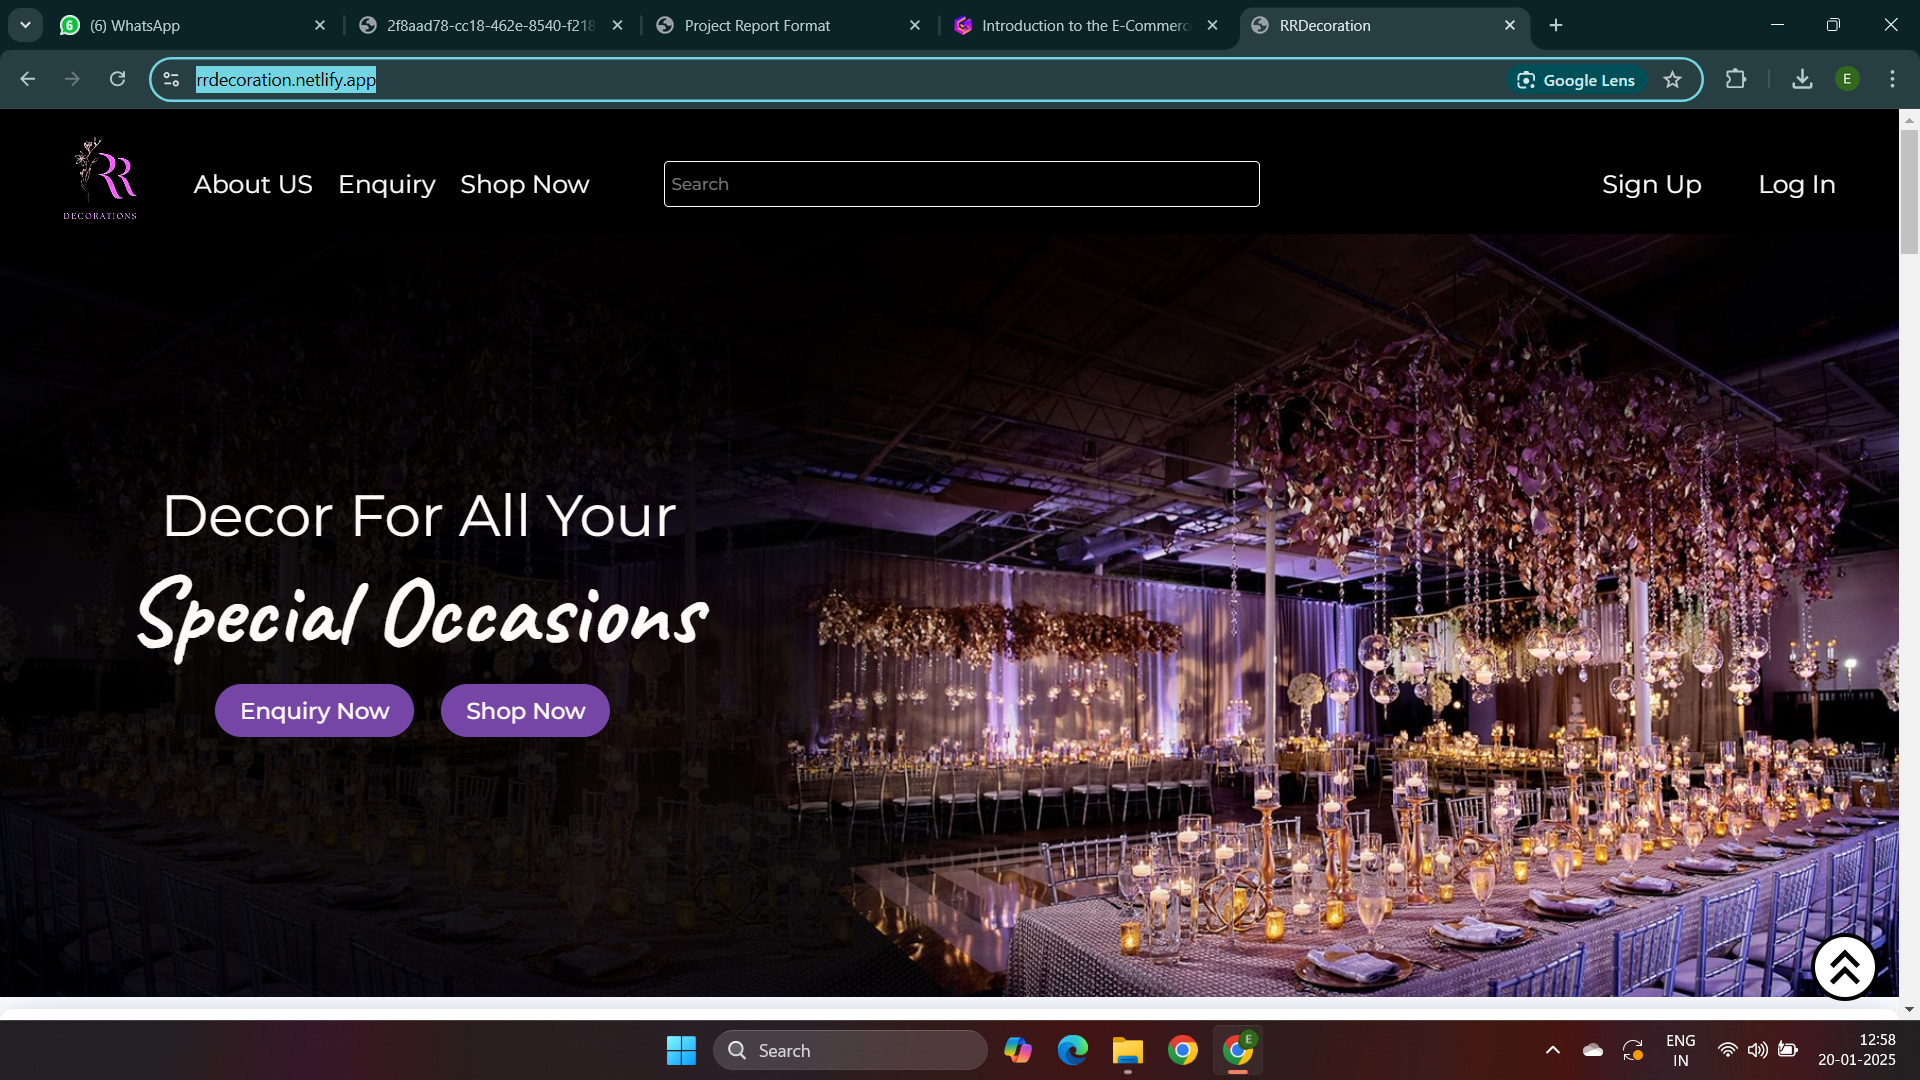 (6) WhatsApp
2f8aad78-cc18-462e-8540-f218
Project Report Format
Introduction to the E-Commerc
RRDecoration
rrdecoration.netlify.app
Google Lens
E
RR
DECORATIONS
About US
Enquiry
Shop Now
Search
Sign Up
Log In
Decor For All Your
Special Occasions
Enquiry Now
Shop Now
Search
E
ENG
IN
12:58
20-01-2025